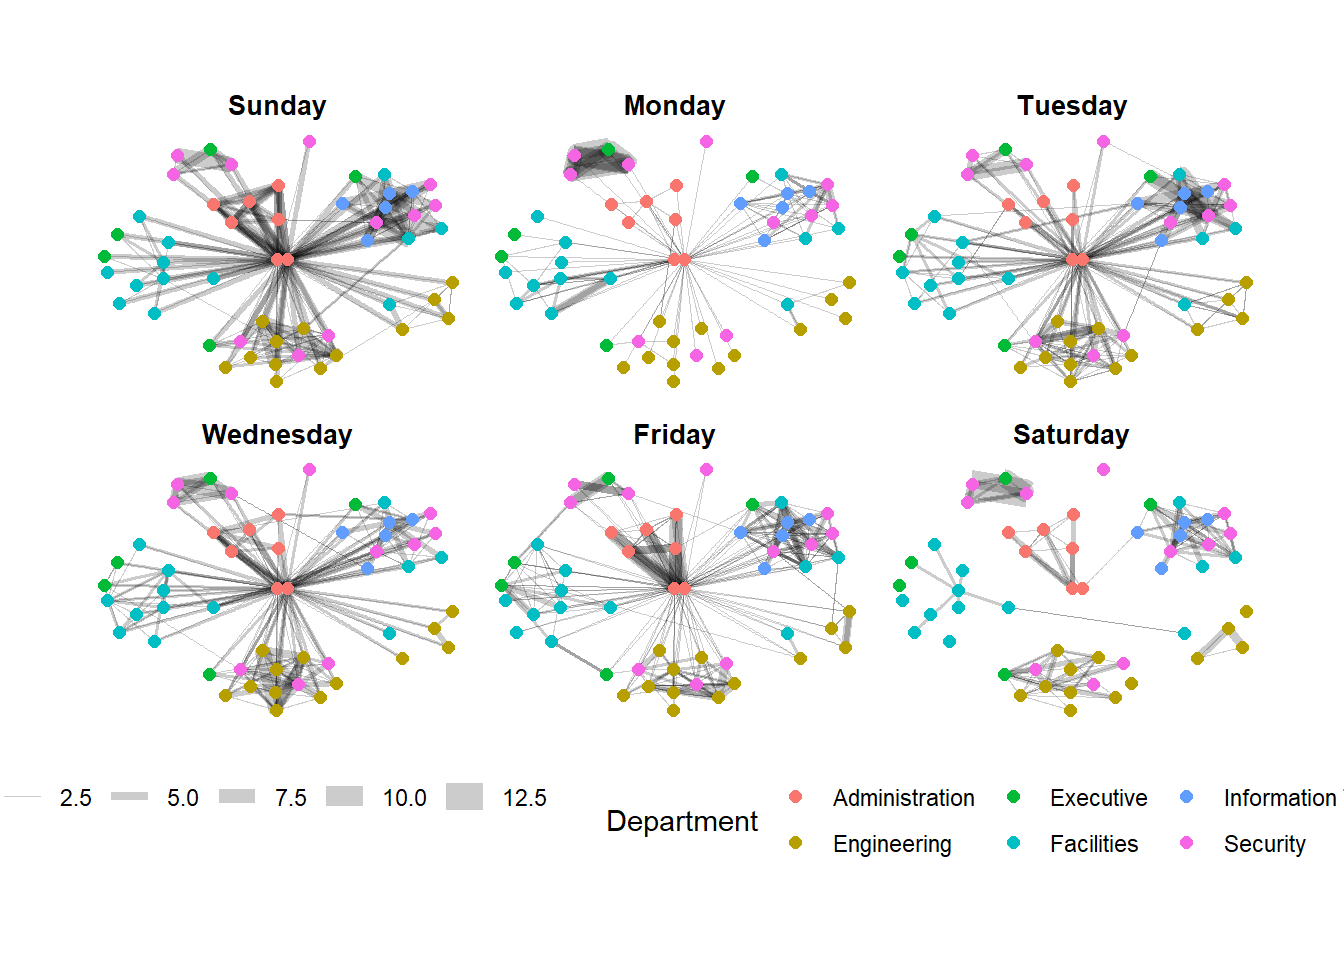 Sunday Monday Tuesday
Wednesday Friday Saturday
2.5 5.0 7.5 10.0 12.5
Department
Administration Executive Information
Engineering Facilities Security